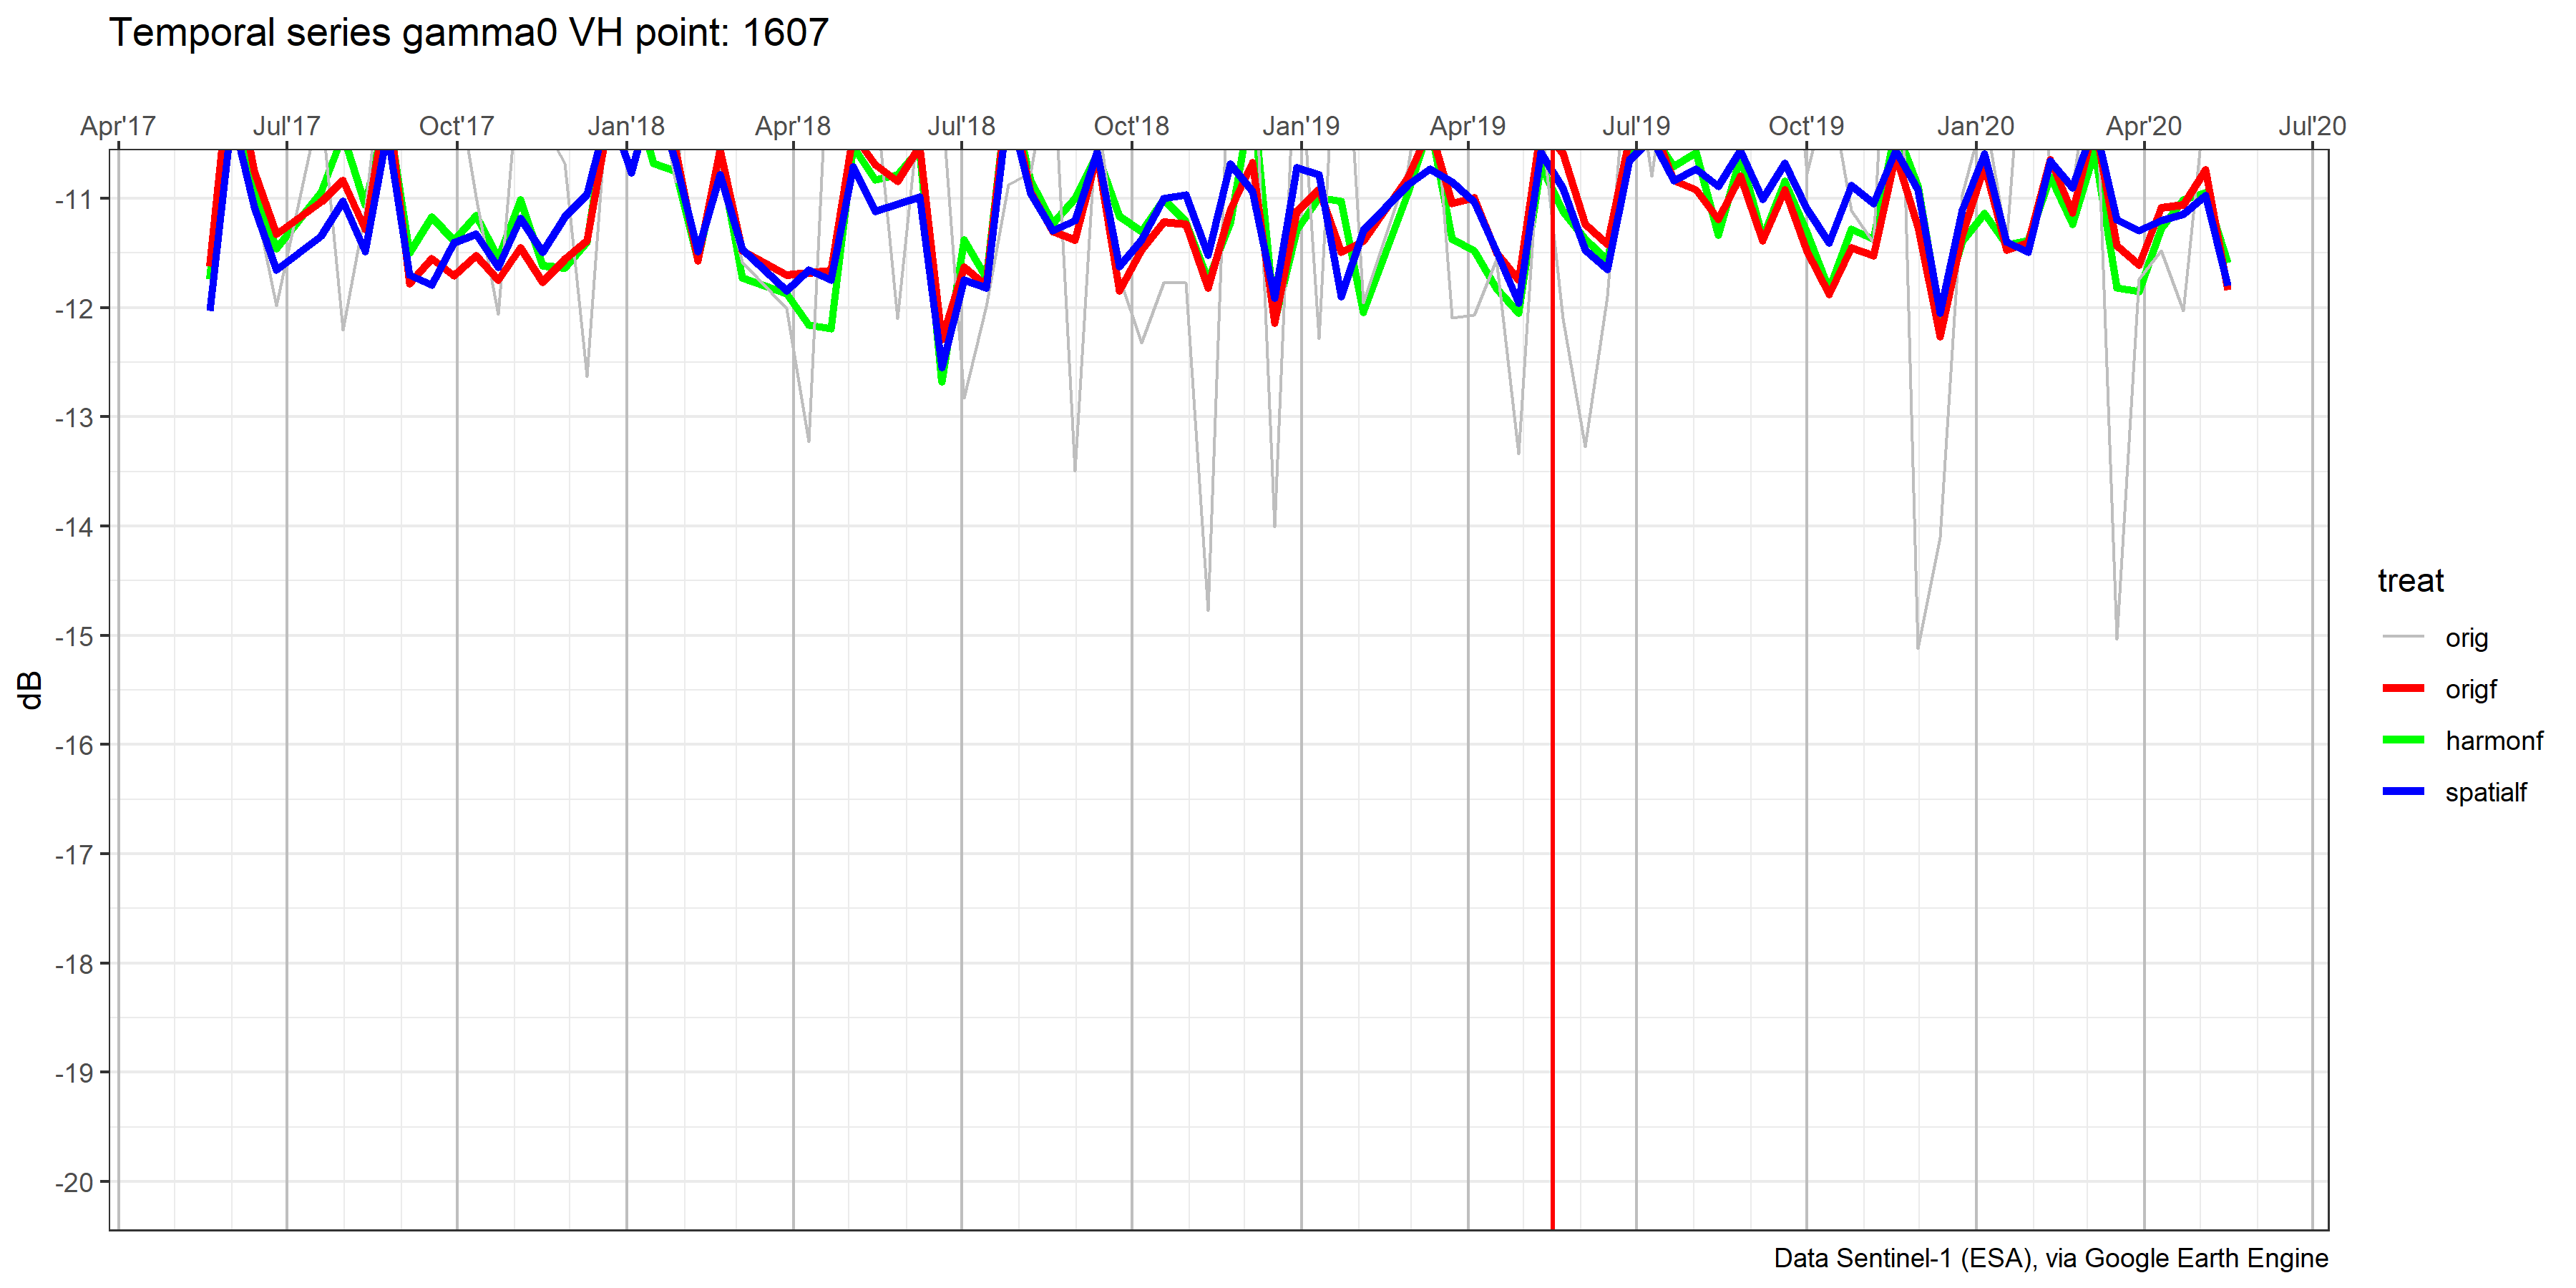 Temporal series gamma0 VH point: 1607
Apr'17 Jul'17 Oct'17 Jan'18 Apr'18 Jul'18 Oct'18 Jan'19 Apr'19 Jul'19 Oct'19 Jan'20 Apr'20 Jul'20
-11
-12
-13
-14
-15
-16
-17
-18
-19
-20
dB
treat
orig
origf
harmonf
spatialf
Data Sentinel-1 (ESA), via Google Earth Engine